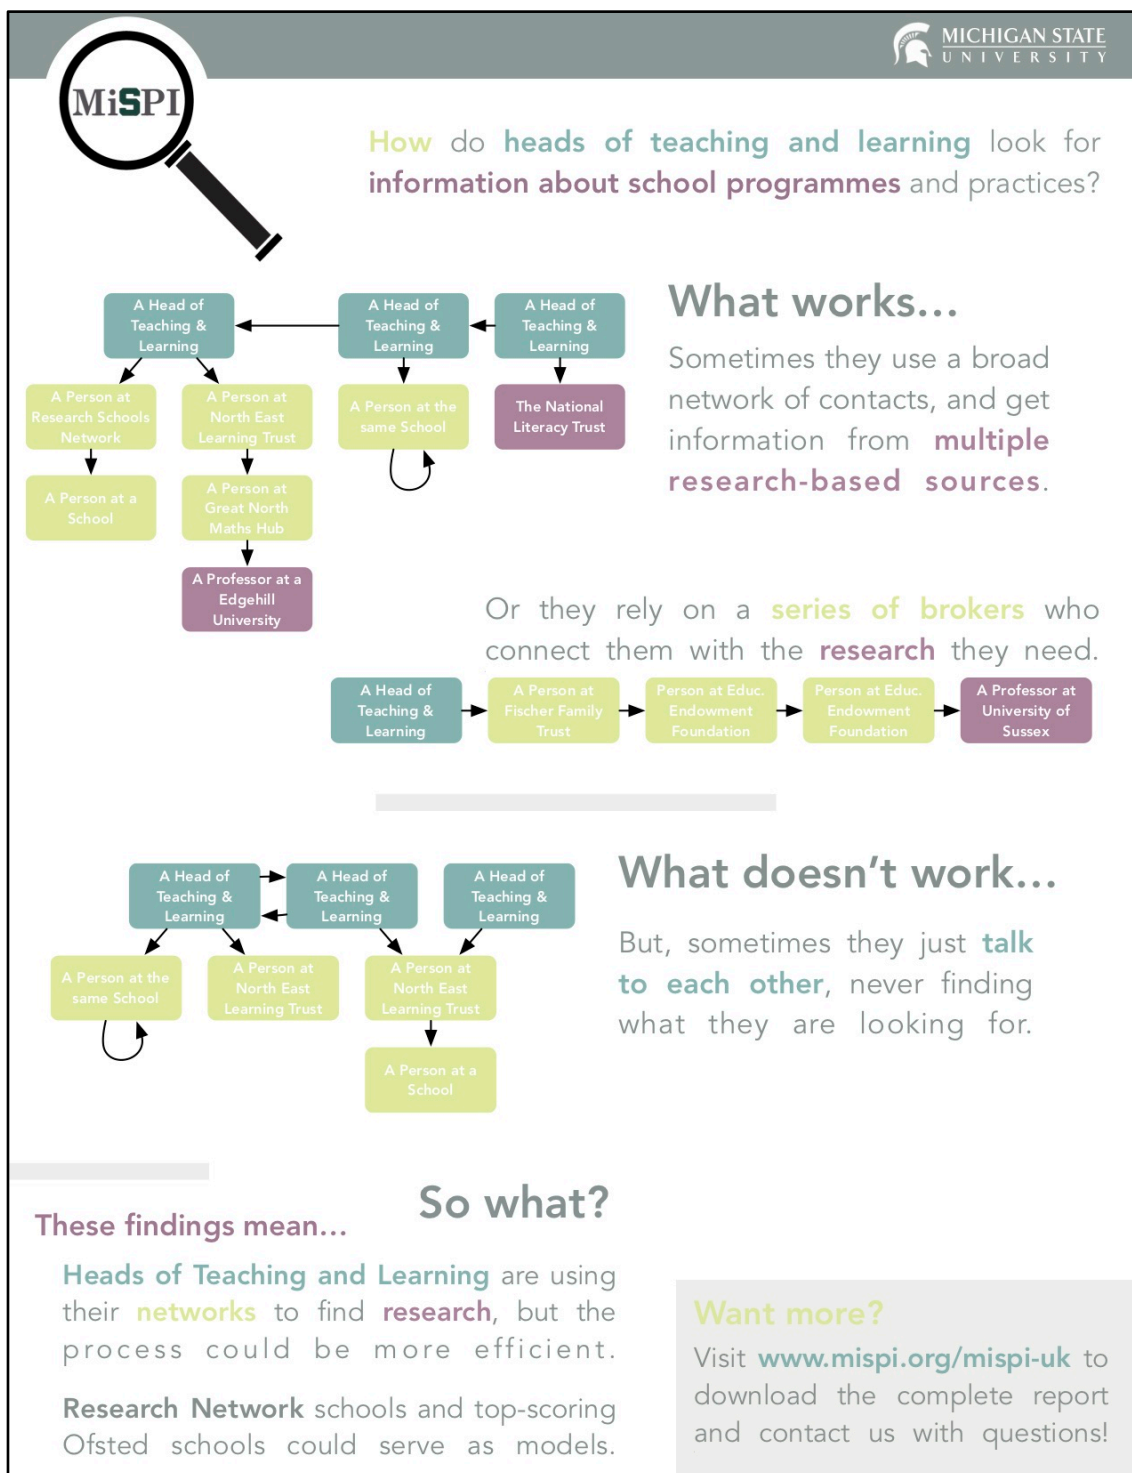 MICHIGAN STATE
UNIVERSITY
MiSPI
How do heads of teaching and learning look for
information about school programmes and practices?
A Head of
Teaching &
Learning
A Head of
Teaching &
Learning
A Head of
Teaching &
Learning
A Person at
Research Schools
Network
A Person at
North East
Learning Trust
A Person at the
same School
The National
Literacy Trust
A Person at a
School
A Person at
Great North
Maths Hub
A Professor at a
Edgehill
University
What works...
Sometimes they use a broad
network of contacts, and get
information from multiple
research-based sources.
Or they rely on a series of brokers who
connect them with the research they need.
A Head of
Teaching &
Learning
A Person at
Fischer Family
Trust
Person at Educ.
Endowment
Foundation
Person at Educ.
Endowment
Foundation
A Professor at
University of
Sussex
A Head of
Teaching &
Learning
A Head of
Teaching &
Learning
A Head of
Teaching &
Learning
A Person at the
same School
A Person at
North East
Learning Trust
A Person at
North East
Learning Trust
A Person at a
School
What doesn't work...
But, sometimes they just talk
to each other, never finding
what they are looking for.
So what?
These findings mean...
Heads of Teaching and Learning are using
their networks to find research, but the
process could be more efficient.
Research Network schools and top-scoring
Ofsted schools could serve as models.
Want more?
Visit www.mispi.org/mispi-uk to
download the complete report
and contact us with questions!